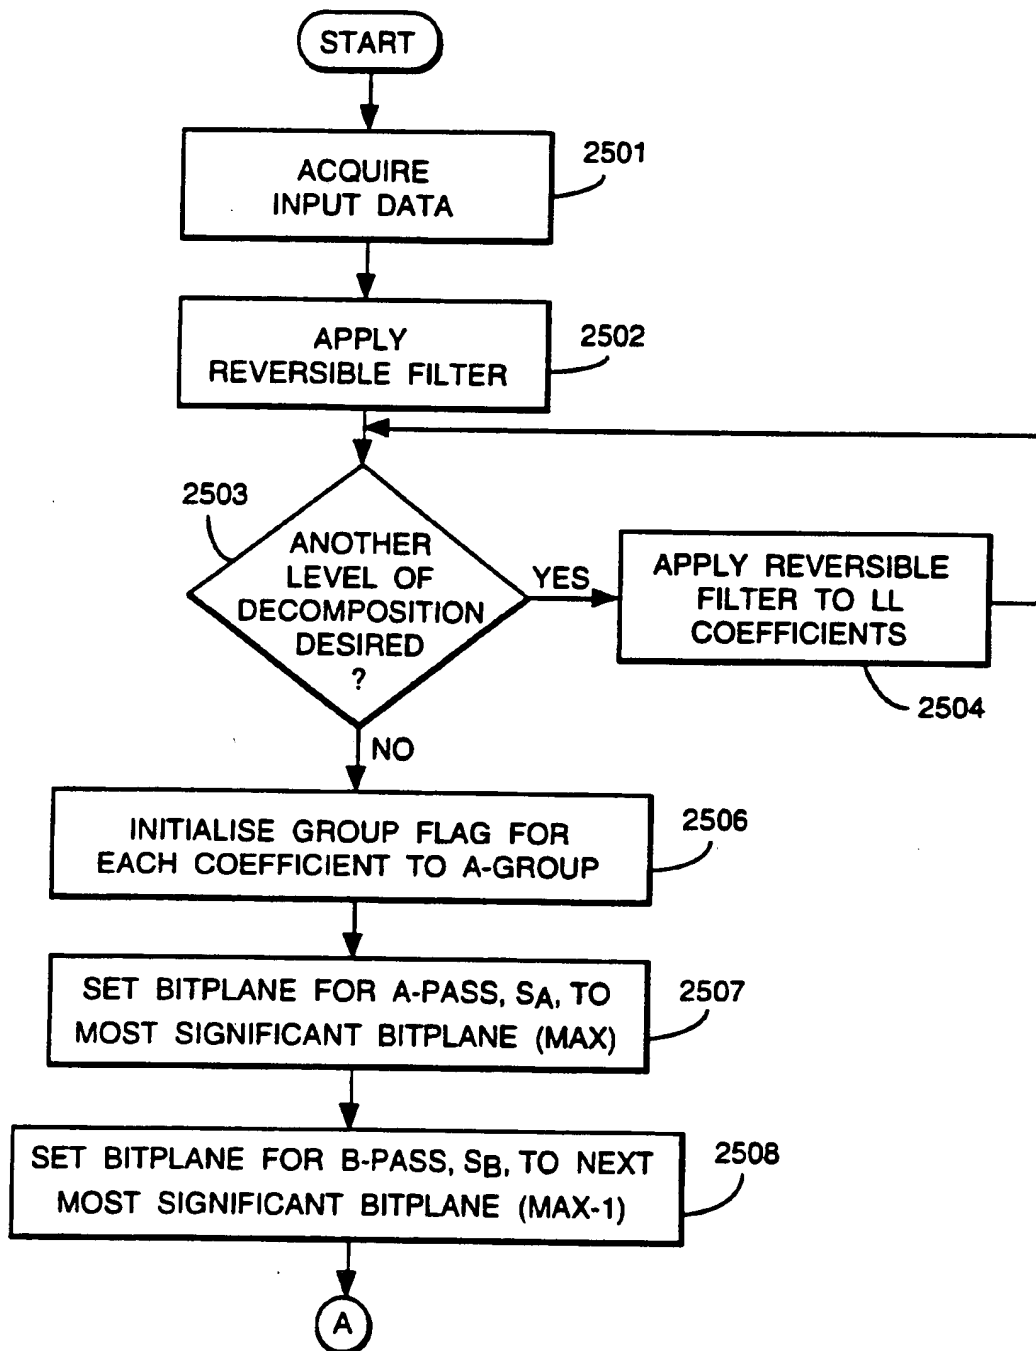 START
ACQUIRE
INPUT DATA
2501
APPLY
REVERSIBLE FILTER
2502
2503
ANOTHER
LEVEL OF
DECOMPOSITION
DESIRED
?
YES
APPLY REVERSIBLE
FILTER TO LL
COEFFICIENTS
2504
NO
INITIALISE GROUP FLAG FOR
EACH COEFFICIENT TO A-GROUP
2506
SET BITPLANE FOR A-PASS, SA, TO
MOST SIGNIFICANT BITPLANE (MAX)
2507
SET BITPLANE FOR B-PASS, SB, TO NEXT
MOST SIGNIFICANT BITPLANE (MAX-1)
2508
A